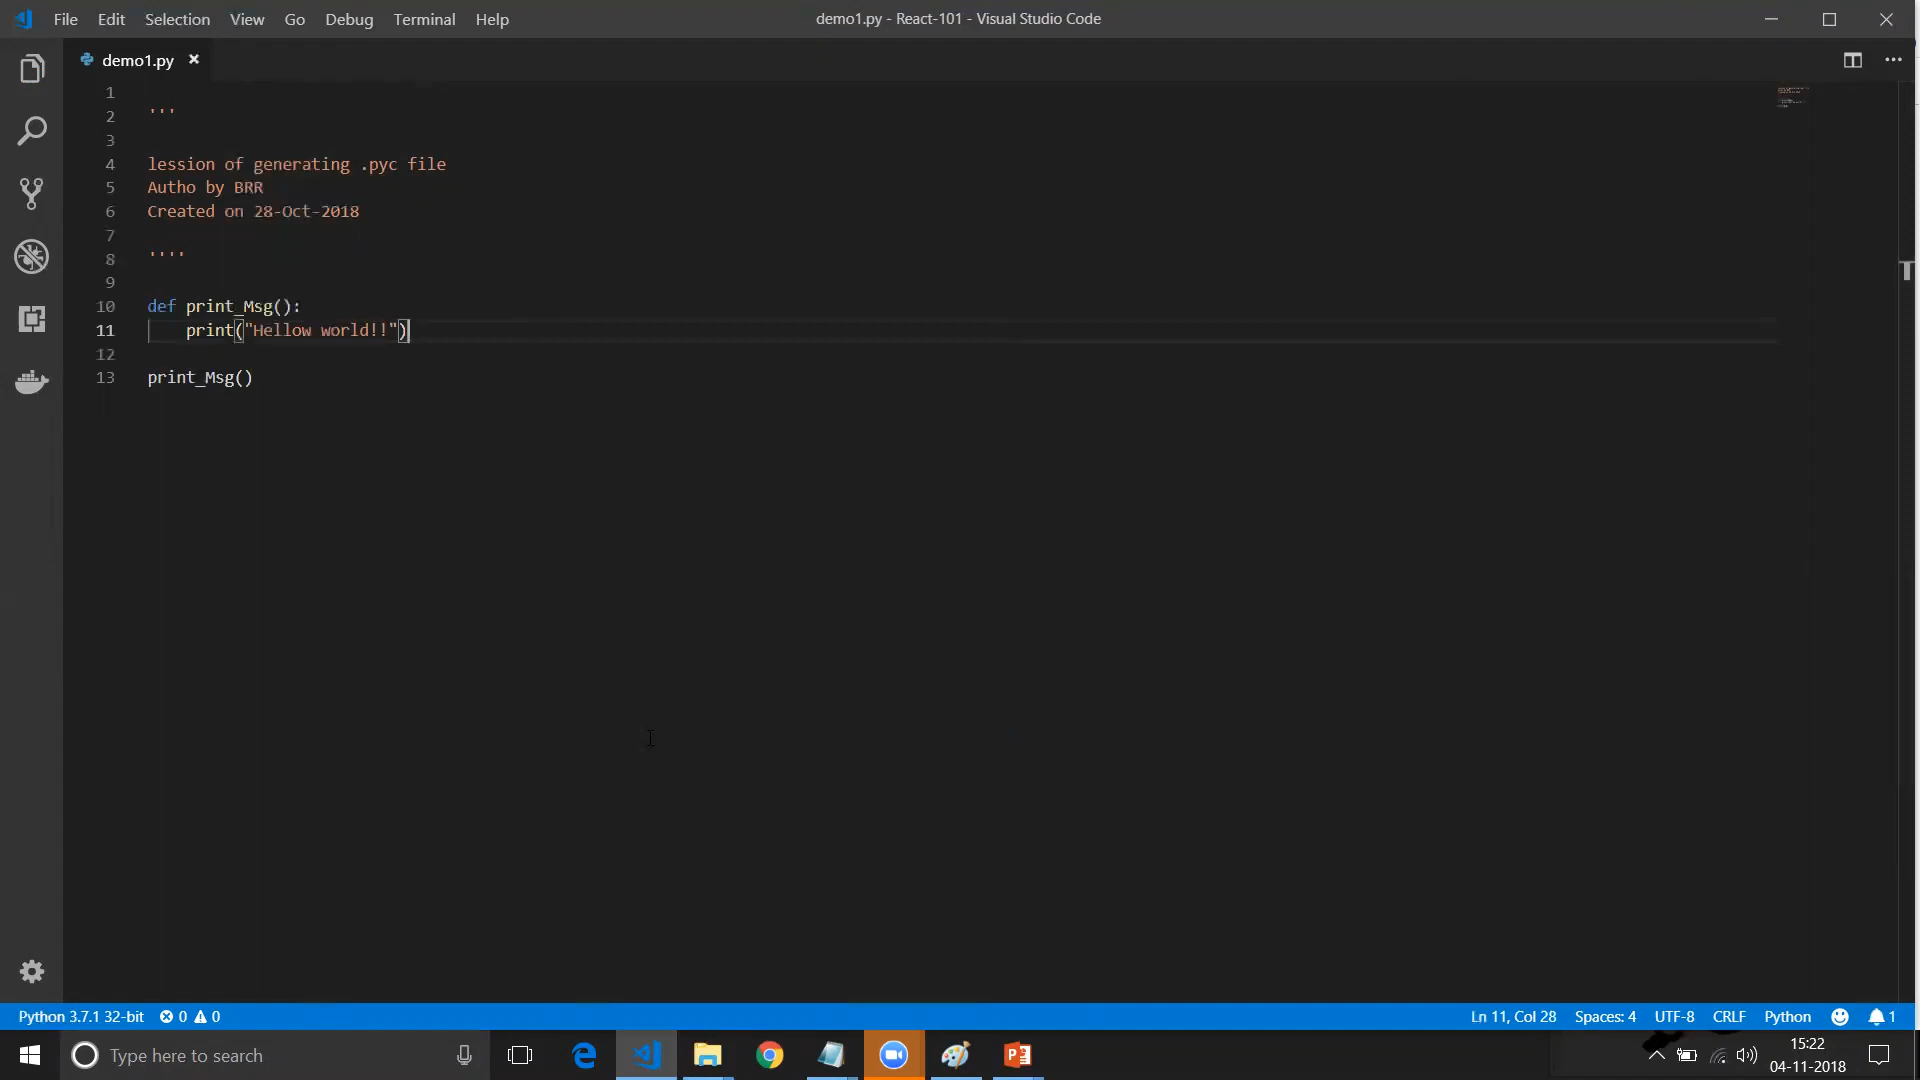 File Edit Selection View Go Debug Terminal Help
demo1.py - React-101 - Visual Studio Code
demo1.py
1
2 '''
3
4 lession of generating .pyc file
5 Autho by BRR
6 Created on 28-Oct-2018
7
8 ''''
9
10 def print_Msg():
11 print("Hellow world!!")
12
13 print_Msg()
Python 3.7.1 32-bit 0 0
Ln 11, Col 28 Spaces: 4 UTF-8 CRLF Python 1
Type here to search
15:22
04-11-2018